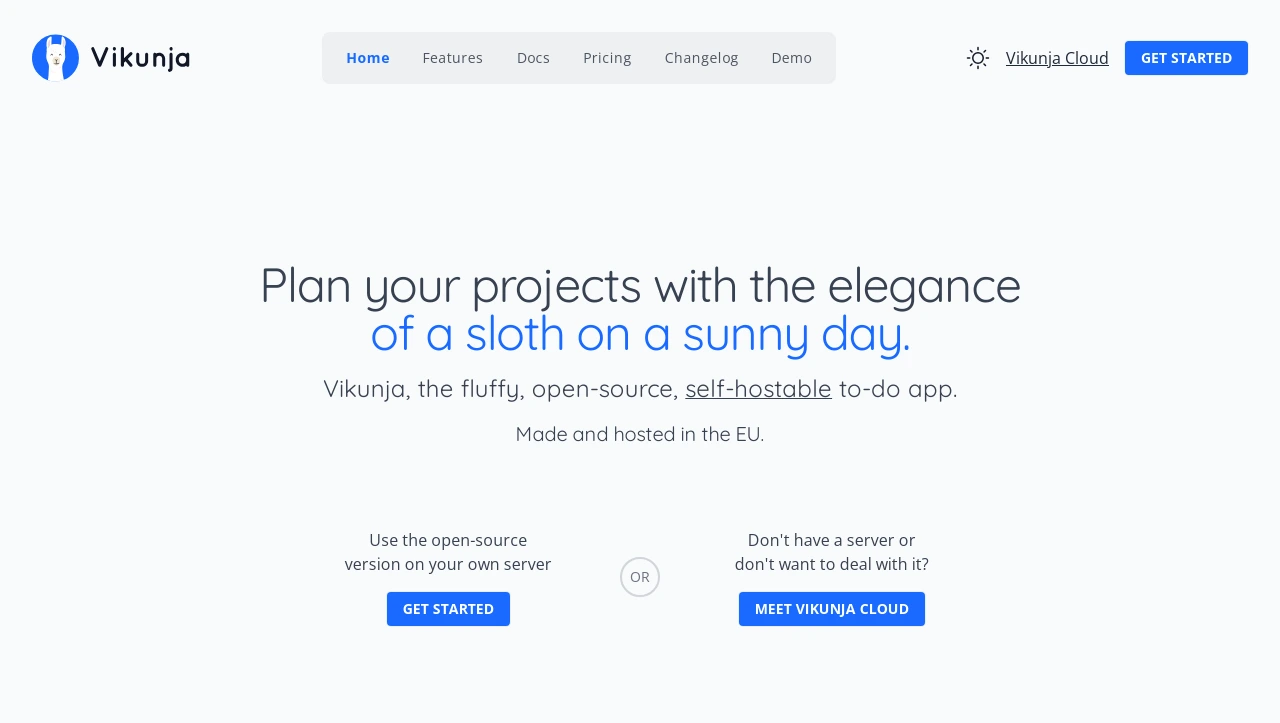 Vikunja
Home Features Docs Pricing Changelog Demo
Vikunja Cloud
GET STARTED
Plan your projects with the elegance
of a sloth on a sunny day.
Vikunja, the fluffy, open-source, self-hostable to-do app.
Made and hosted in the EU.
Use the open-source
version on your own server
GET STARTED
OR
Don't have a server or
don't want to deal with it?
MEET VIKUNJA CLOUD